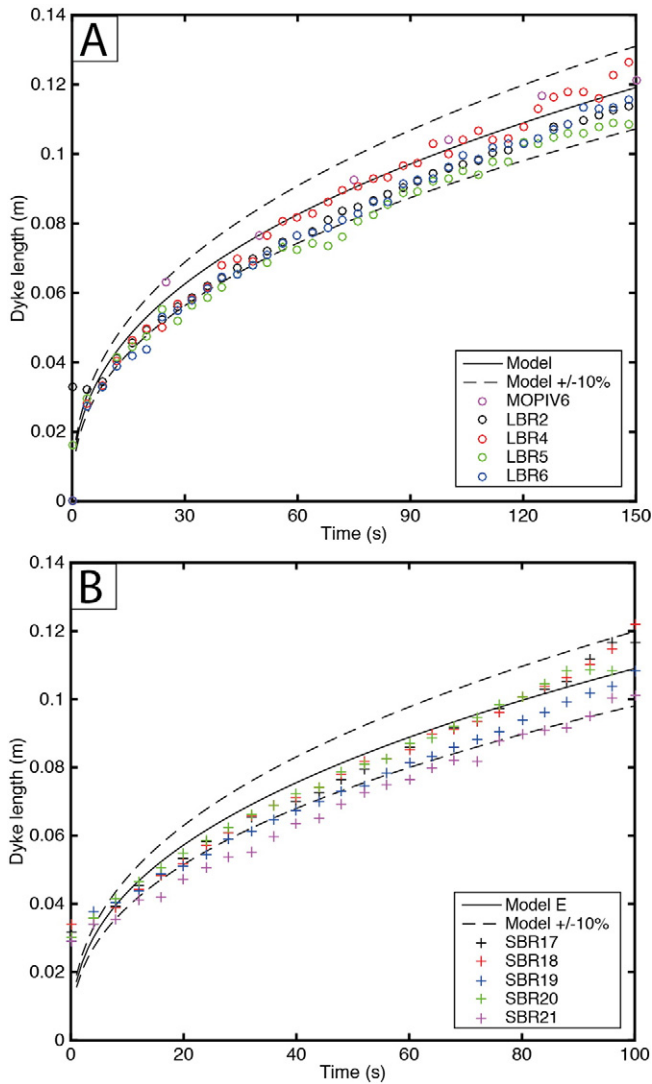 A
0.14
0.12
0.1
0.08
0.06
0.04
0.02
0
Dyke length (m)
0 30 60 90 120 150
Time (s)
Model
Model +/-10%
MOPIV6
LBR2
LBR4
LBR5
LBR6
B
0.14
0.12
0.1
0.08
0.06
0.04
0.02
0
Dyke length (m)
0 20 40 60 80 100
Time (s)
Model E
Model +/-10%
SBR17
SBR18
SBR19
SBR20
SBR21